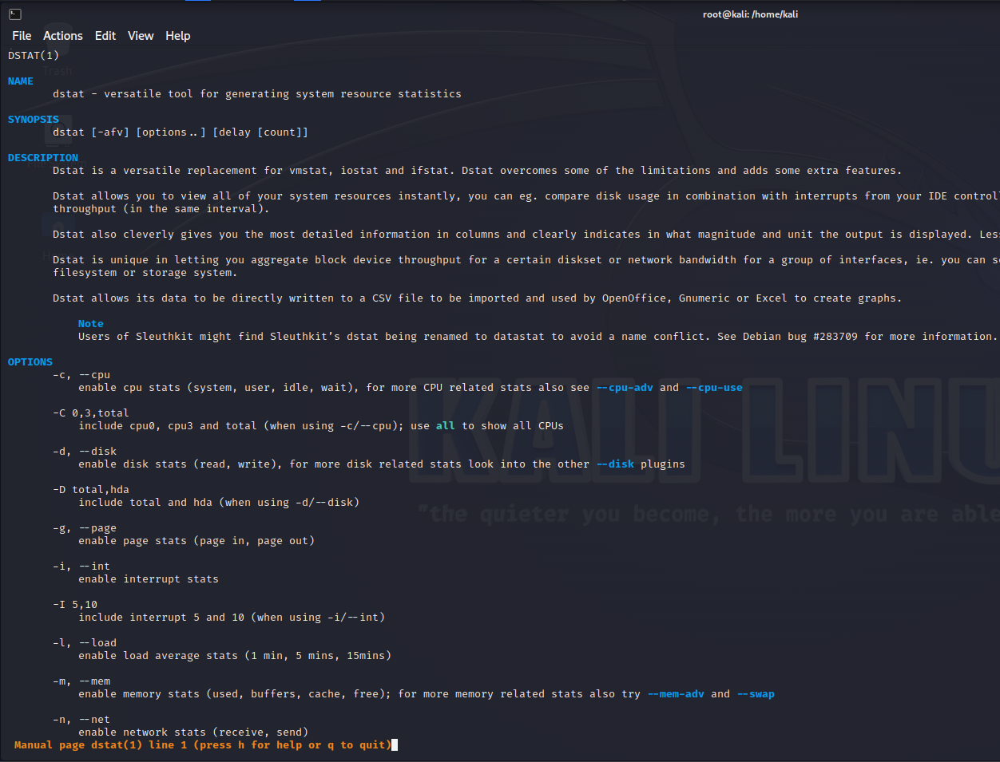 root@kali: /home/kali
File Actions Edit View Help
DSTAT(1)
Trash
NAME
dstat - versatile tool for generating system resource statistics
SYNOPSIS
dstat [-afv] [options..] [delay [count]]
DESCRIPTION
Dstat is a versatile replacement for vmstat, iostat and ifstat. Dstat overcomes some of the limitations and adds some extra features.
Dstat allows you to view all of your system resources instantly, you can eg. compare disk usage in combination with interrupts from your IDE controll
throughput (in the same interval).
Dstat also cleverly gives you the most detailed information in columns and clearly indicates in what magnitude and unit the output is displayed. Les
Dstat is unique in letting you aggregate block device throughput for a certain diskset or network bandwidth for a group of interfaces, ie. you can s
filesystem or storage system.
Dstat allows its data to be directly written to a CSV file to be imported and used by OpenOffice, Gnumeric or Excel to create graphs.
Note
Users of Sleuthkit might find Sleuthkit’s dstat being renamed to datastat to avoid a name conflict. See Debian bug #283709 for more information.
OPTIONS
-c, --cpu
enable cpu stats (system, user, idle, wait), for more CPU related stats also see --cpu-adv and --cpu-use
-C 0,3,total
include cpu0, cpu3 and total (when using -c/--cpu); use all to show all CPUs
-d, --disk
enable disk stats (read, write), for more disk related stats look into the other --disk plugins
-D total,hda
include total and hda (when using -d/--disk)
-g, --page
enable page stats (page in, page out)
-i, --int
enable interrupt stats
-I 5,10
include interrupt 5 and 10 (when using -i/--int)
-l, --load
enable load average stats (1 min, 5 mins, 15mins)
-m, --mem
enable memory stats (used, buffers, cache, free); for more memory related stats also try --mem-adv and --swap
-n, --net
enable network stats (receive, send)
Manual page dstat(1) line 1 (press h for help or q to quit)
KALI LINU
"the quieter you become, the more you are able